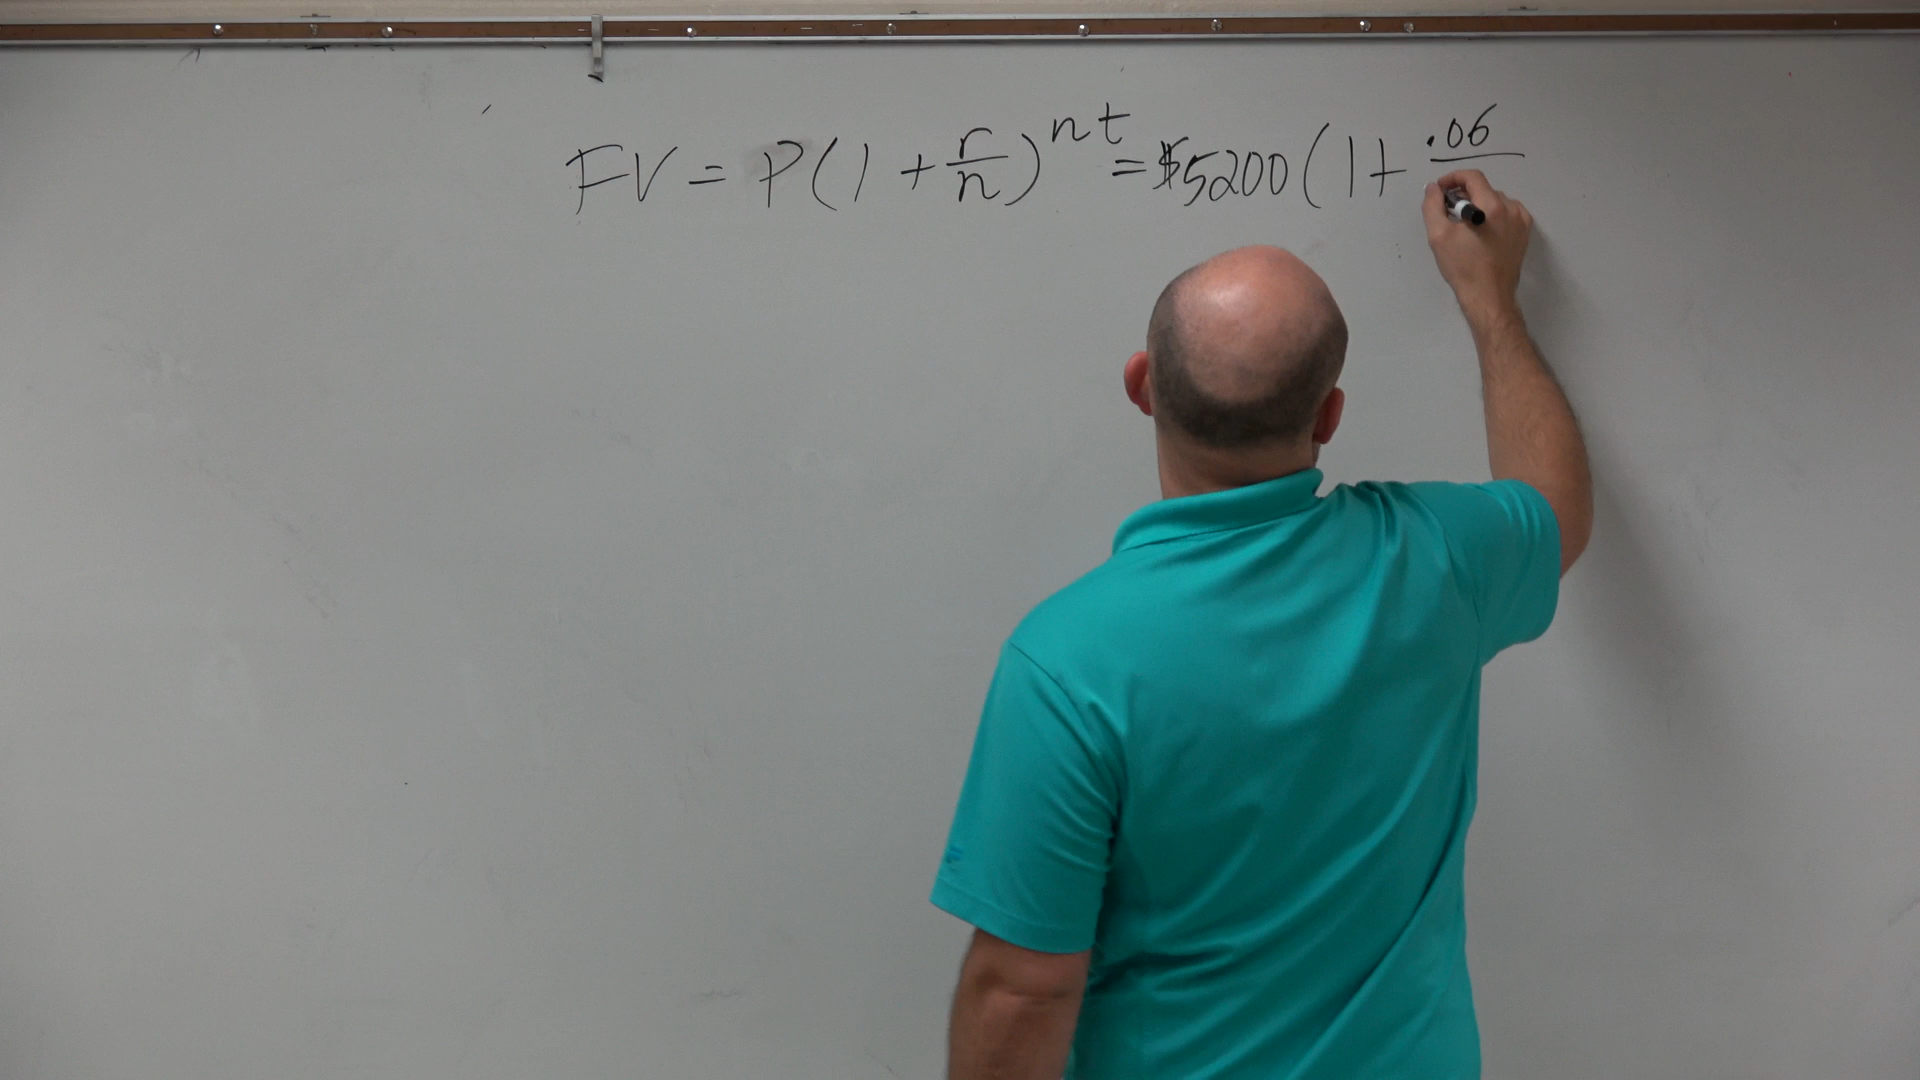 FV = P(1 + r/n)^nt = $5200(1+ .06/